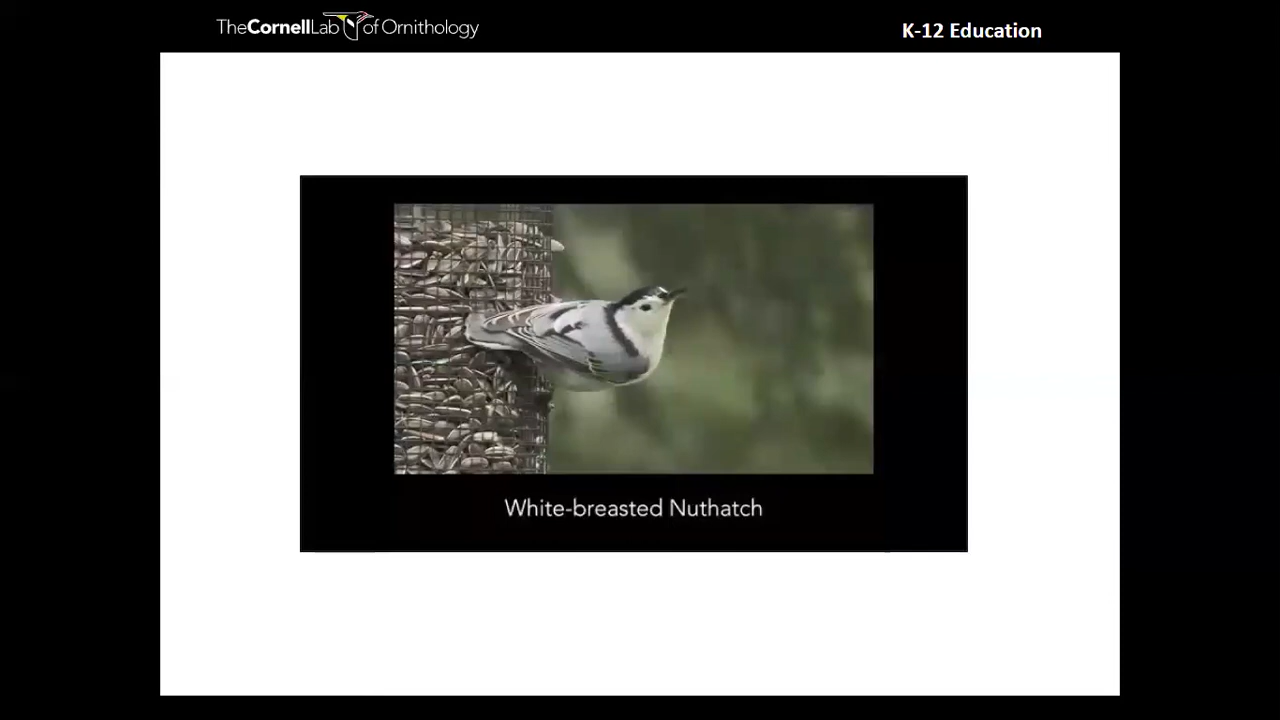 TheCornellLab of Ornithology
K-12 Education
White-breasted Nuthatch